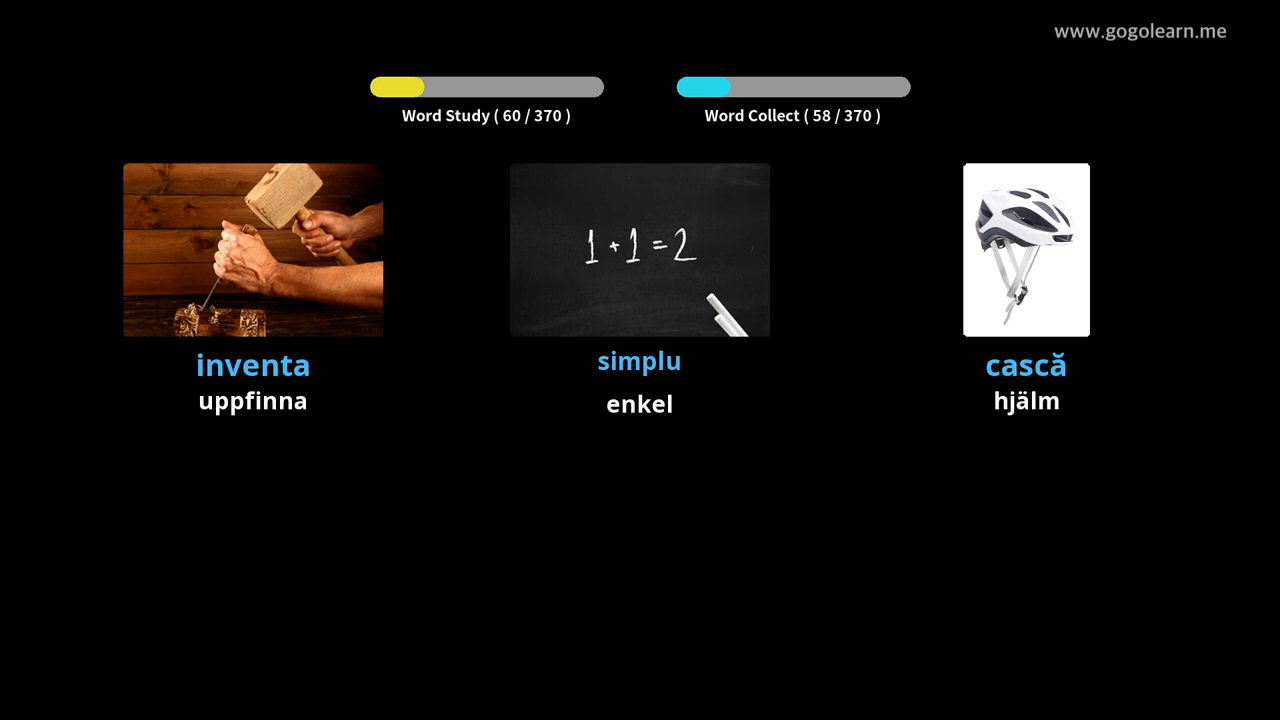 www.gogolearn.me
Word Study ( 60 / 370 )
Word Collect ( 58 / 370 )
1 + 1 = 2
inventa
uppfinna
simplu
enkel
cască
hjälm